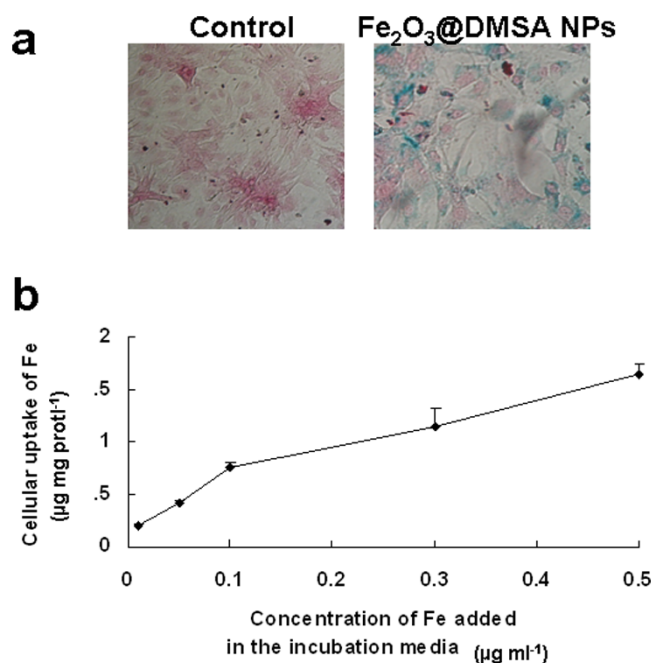 a
Control
Fe₂O₃@DMSA NPs
b
Cellular uptake of Fe
(µg mg protl⁻¹)
2
.5
1
.5
0
0
0.1
0.2
0.3
0.4
0.5
Concentration of Fe added
in the incubation media (µg ml⁻¹)